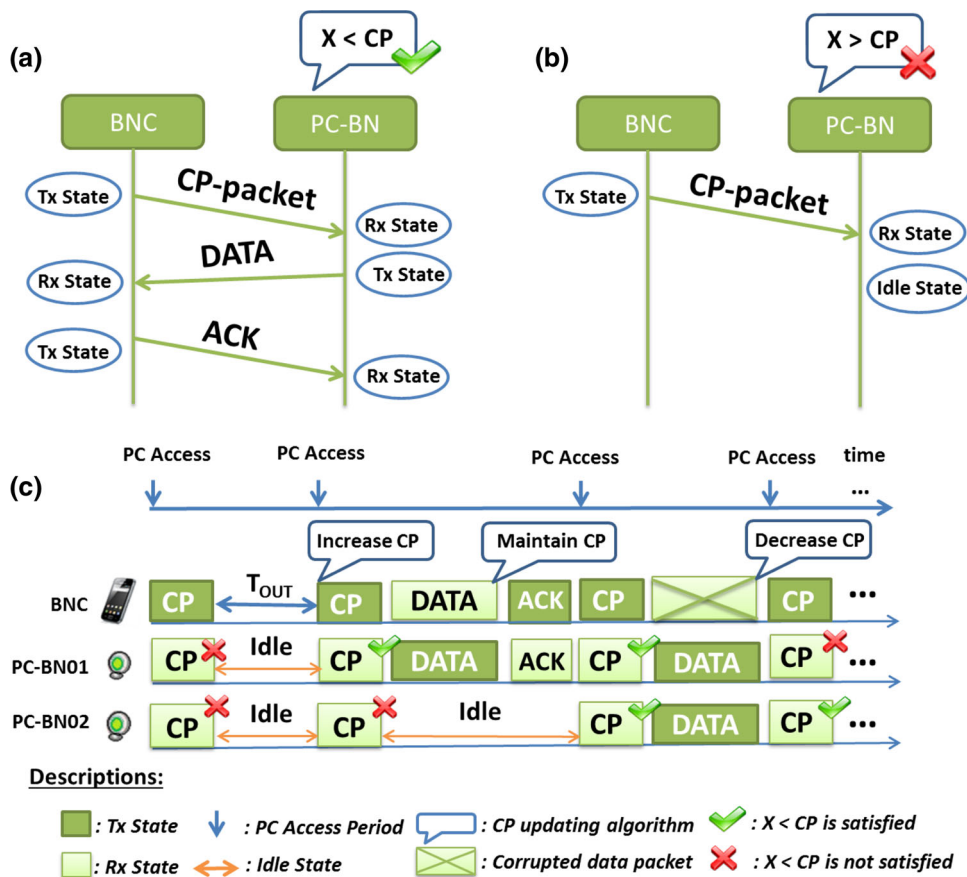 (a)
X < CP
BNC
PC-BN
Tx State
CP-packet
Rx State
DATA
Rx State
Tx State
Tx State
ACK
Rx State
(b)
X > CP
BNC
PC-BN
Tx State
CP-packet
Rx State
Idle State
(c)
PC Access
PC Access
PC Access
PC Access
time
...
Increase CP
Maintain CP
Decrease CP
BNC
CP
TOUT
CP
DATA
ACK
CP
CP
...
PC-BN01
CP
Idle
CP
DATA
ACK
CP
DATA
CP
...
PC-BN02
CP
Idle
CP
Idle
CP
DATA
CP
...
Descriptions:
: Tx State
: PC Access Period
: CP updating algorithm
: X < CP is satisfied
: Rx State
: Idle State
: Corrupted data packet
: X < CP is not satisfied